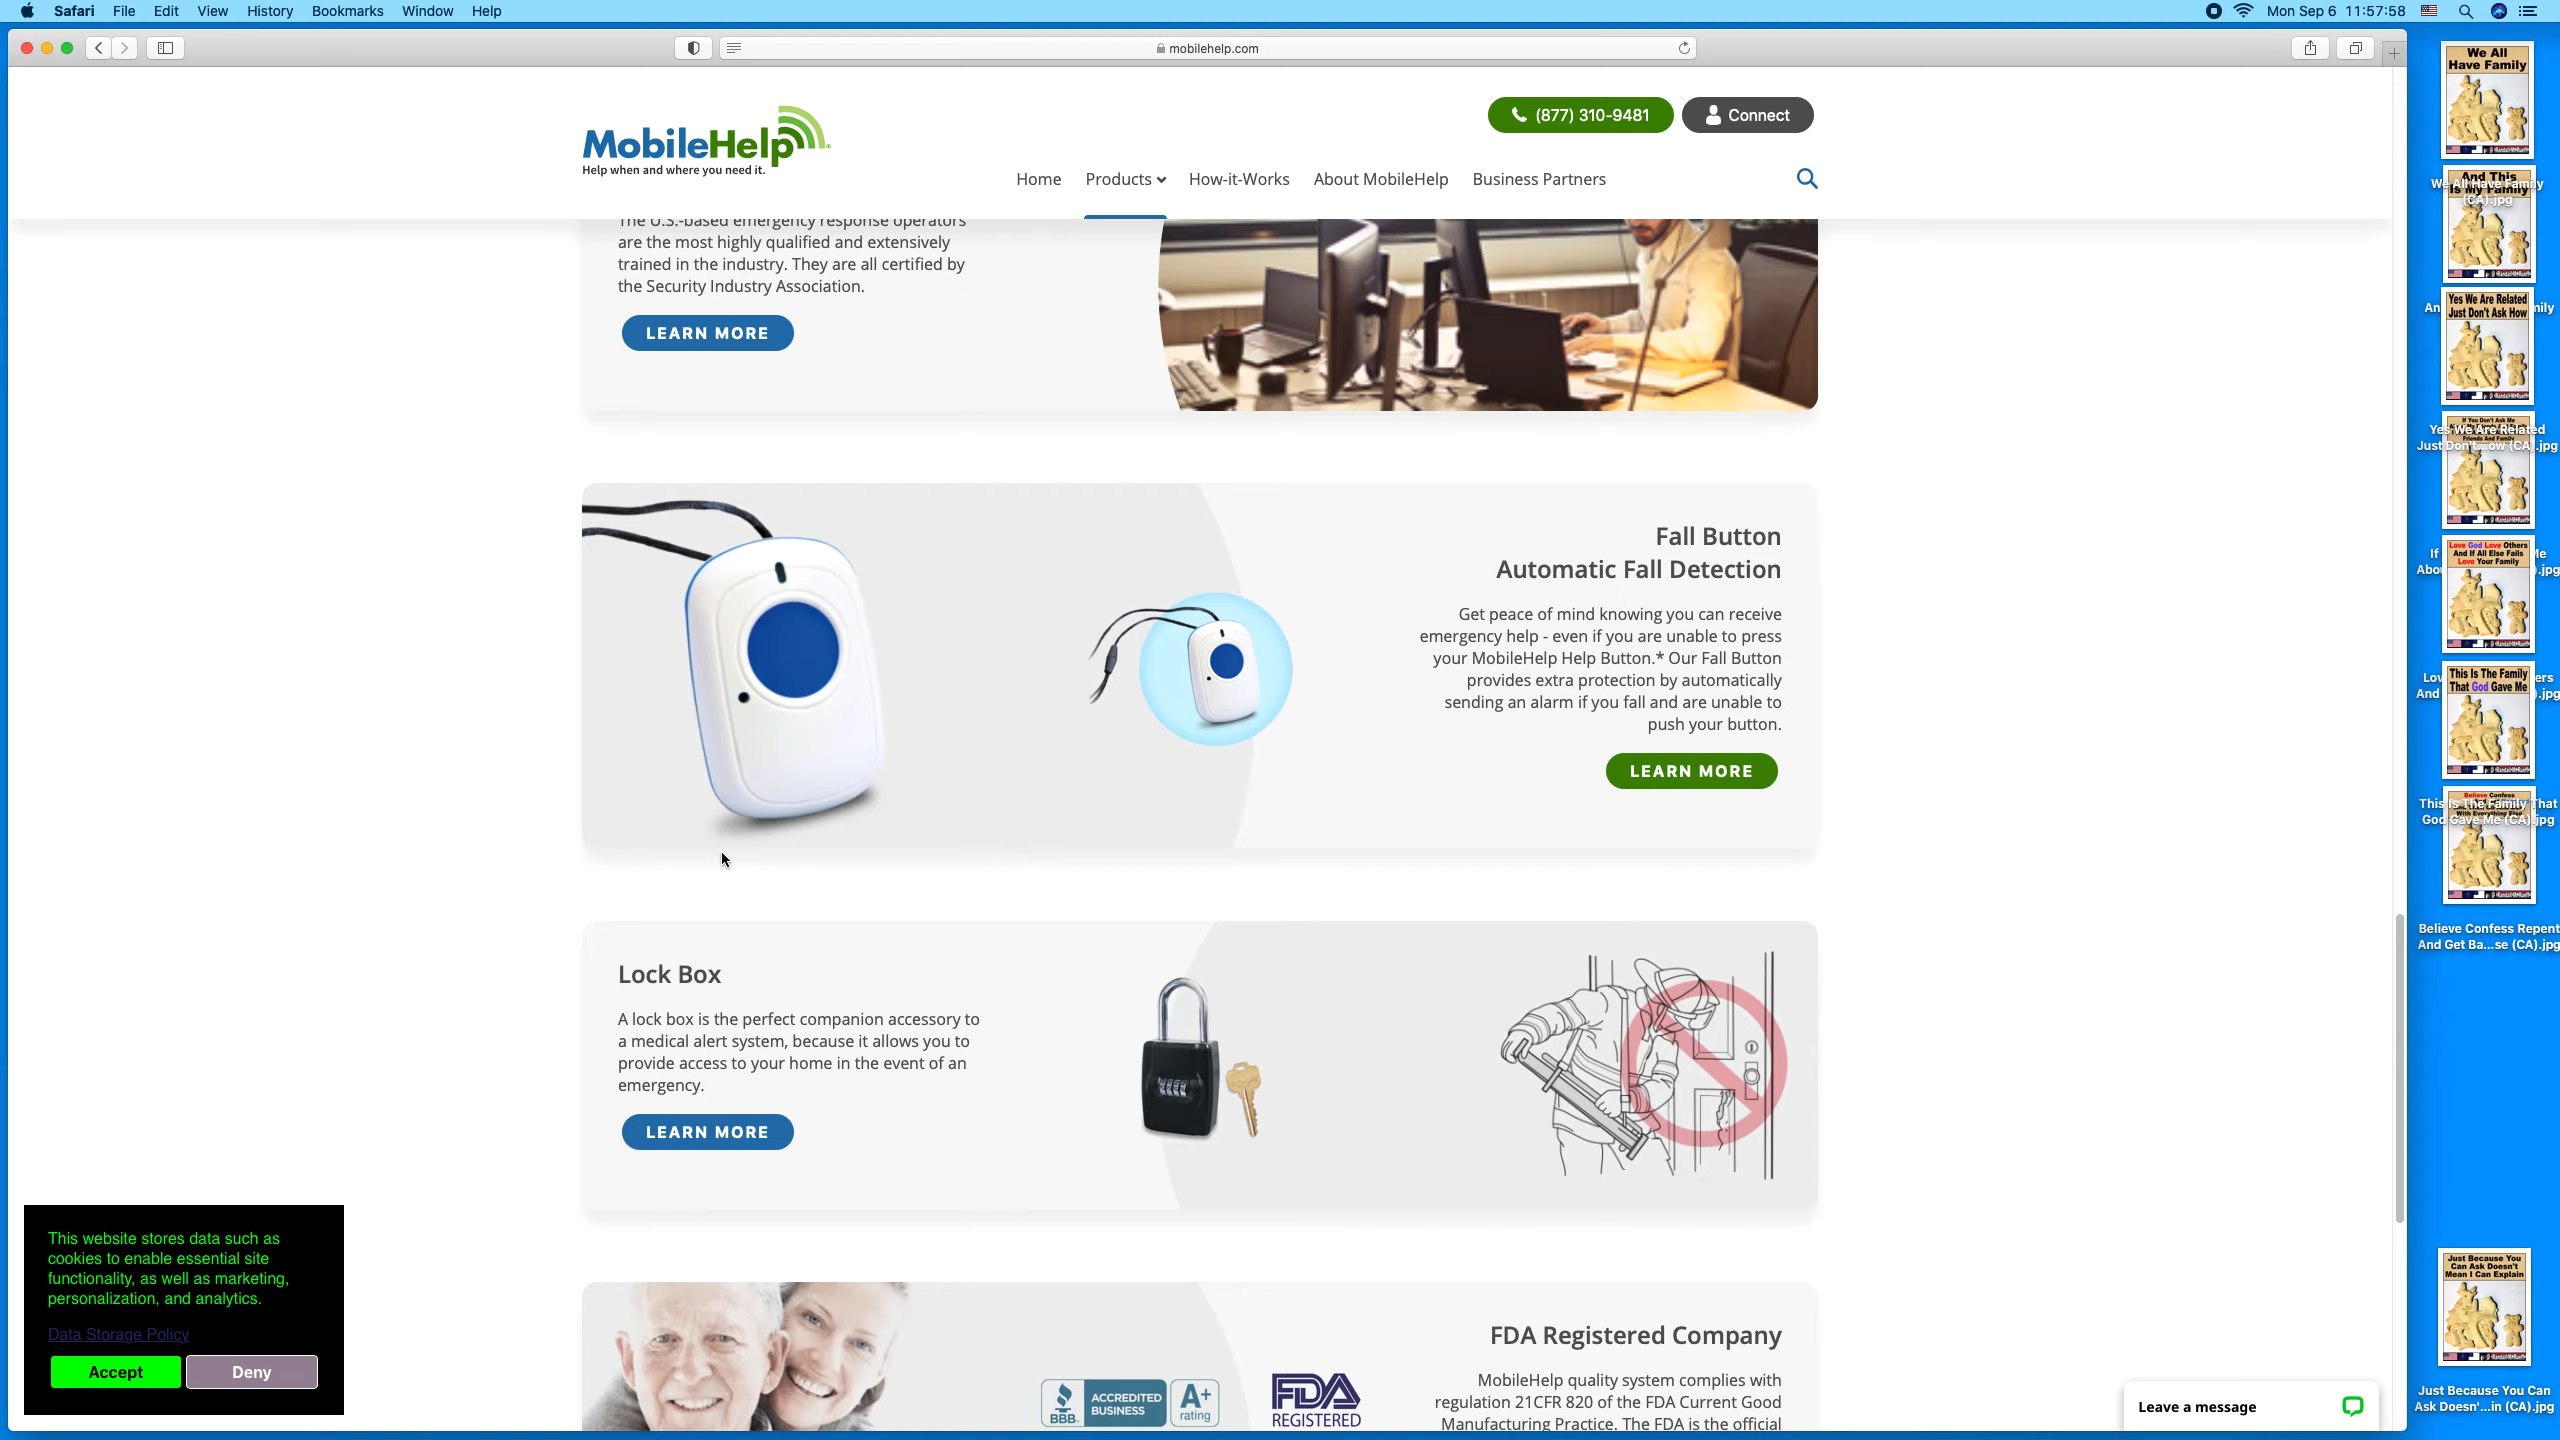 Safari File Edit View History Bookmarks Window Help
Mon Sep 6 11:57:58
mobilehelp.com
MobileHelp
Help when and where you need it.
(877) 310-9481
Connect
Home Products How-it-Works About MobileHelp Business Partners
The U.S.-based emergency response operators
are the most highly qualified and extensively
trained in the industry. They are all certified by
the Security Industry Association.
LEARN MORE
Fall Button
Automatic Fall Detection
Get peace of mind knowing you can receive
emergency help - even if you are unable to press
your MobileHelp Help Button.* Our Fall Button
provides extra protection by automatically
sending an alarm if you fall and are unable to
push your button.
LEARN MORE
Lock Box
A lock box is the perfect companion accessory to
a medical alert system, because it allows you to
provide access to your home in the event of an
emergency.
LEARN MORE
BBB
ACCREDITED
BUSINESS
A+
rating
FDA
REGISTERED
FDA Registered Company
MobileHelp quality system complies with
regulation 21CFR 820 of the FDA Current Good
Manufacturing Practice. The FDA is the official
This website stores data such as
cookies to enable essential site
functionality, as well as marketing,
personalization, and analytics.
Data Storage Policy
Accept Deny
Leave a message
We All
Have Family
We All Have Family
(CA).jpg
And This
Is My Family
Yes We Are Related
Just Don't Ask How
Yes We Are Related
Just Don't...ow (CA).jpg
If You Don't Ask Me
Friends And Family
Love God Love Others
And If All Else Fails
Love Your Family
This Is The Family
That God Gave Me
This Is The Family That
God Gave Me (CA).jpg
Believe Confess
With Everything Else
Believe Confess Repent
And Get Ba...se (CA).jpg
Just Because You
Can Ask Doesn't
Mean I Can Explain
Just Because You Can
Ask Doesn'...in (CA).jpg